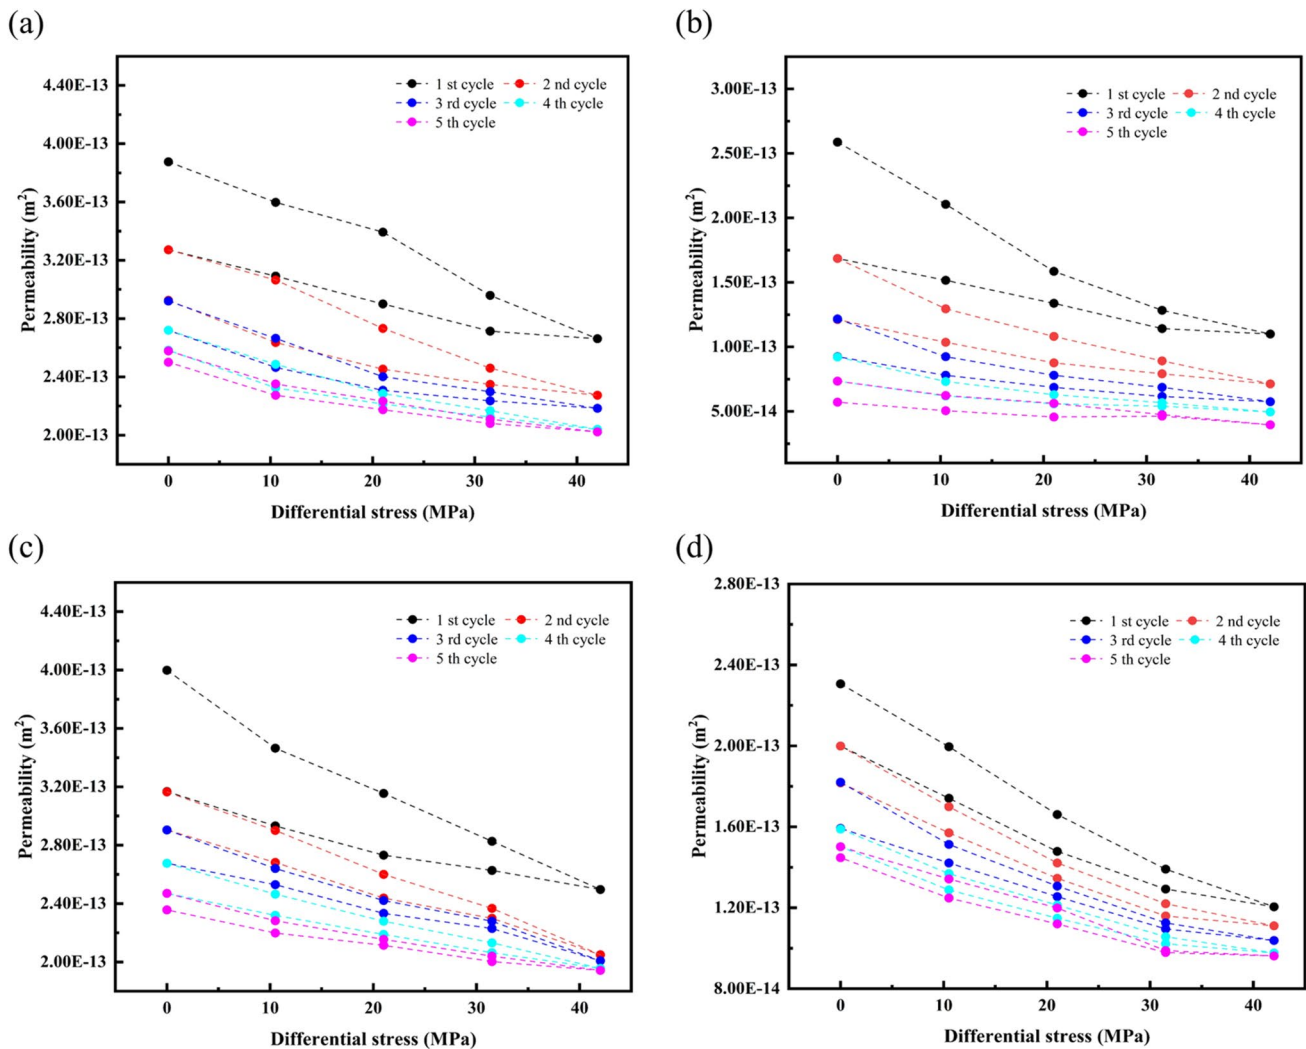 (a)
4.40E-13
4.00E-13
3.60E-13
3.20E-13
2.80E-13
2.40E-13
2.00E-13
Permeability (m²)
1 st cycle 2 nd cycle
3 rd cycle 4 th cycle
5 th cycle
0 10 20 30 40
Differential stress (MPa)
(b)
3.00E-13
2.50E-13
2.00E-13
1.50E-13
1.00E-13
5.00E-14
Permeability (m²)
1 st cycle 2 nd cycle
3 rd cycle 4 th cycle
5 th cycle
0 10 20 30 40
Differential stress (MPa)
(c)
4.40E-13
4.00E-13
3.60E-13
3.20E-13
2.80E-13
2.40E-13
2.00E-13
Permeability (m²)
1 st cycle 2 nd cycle
3 rd cycle 4 th cycle
5 th cycle
0 10 20 30 40
Differential stress (MPa)
(d)
2.80E-13
2.40E-13
2.00E-13
1.60E-13
1.20E-13
8.00E-14
Permeability (m²)
1 st cycle 2 nd cycle
3 rd cycle 4 th cycle
5 th cycle
0 10 20 30 40
Differential stress (MPa)